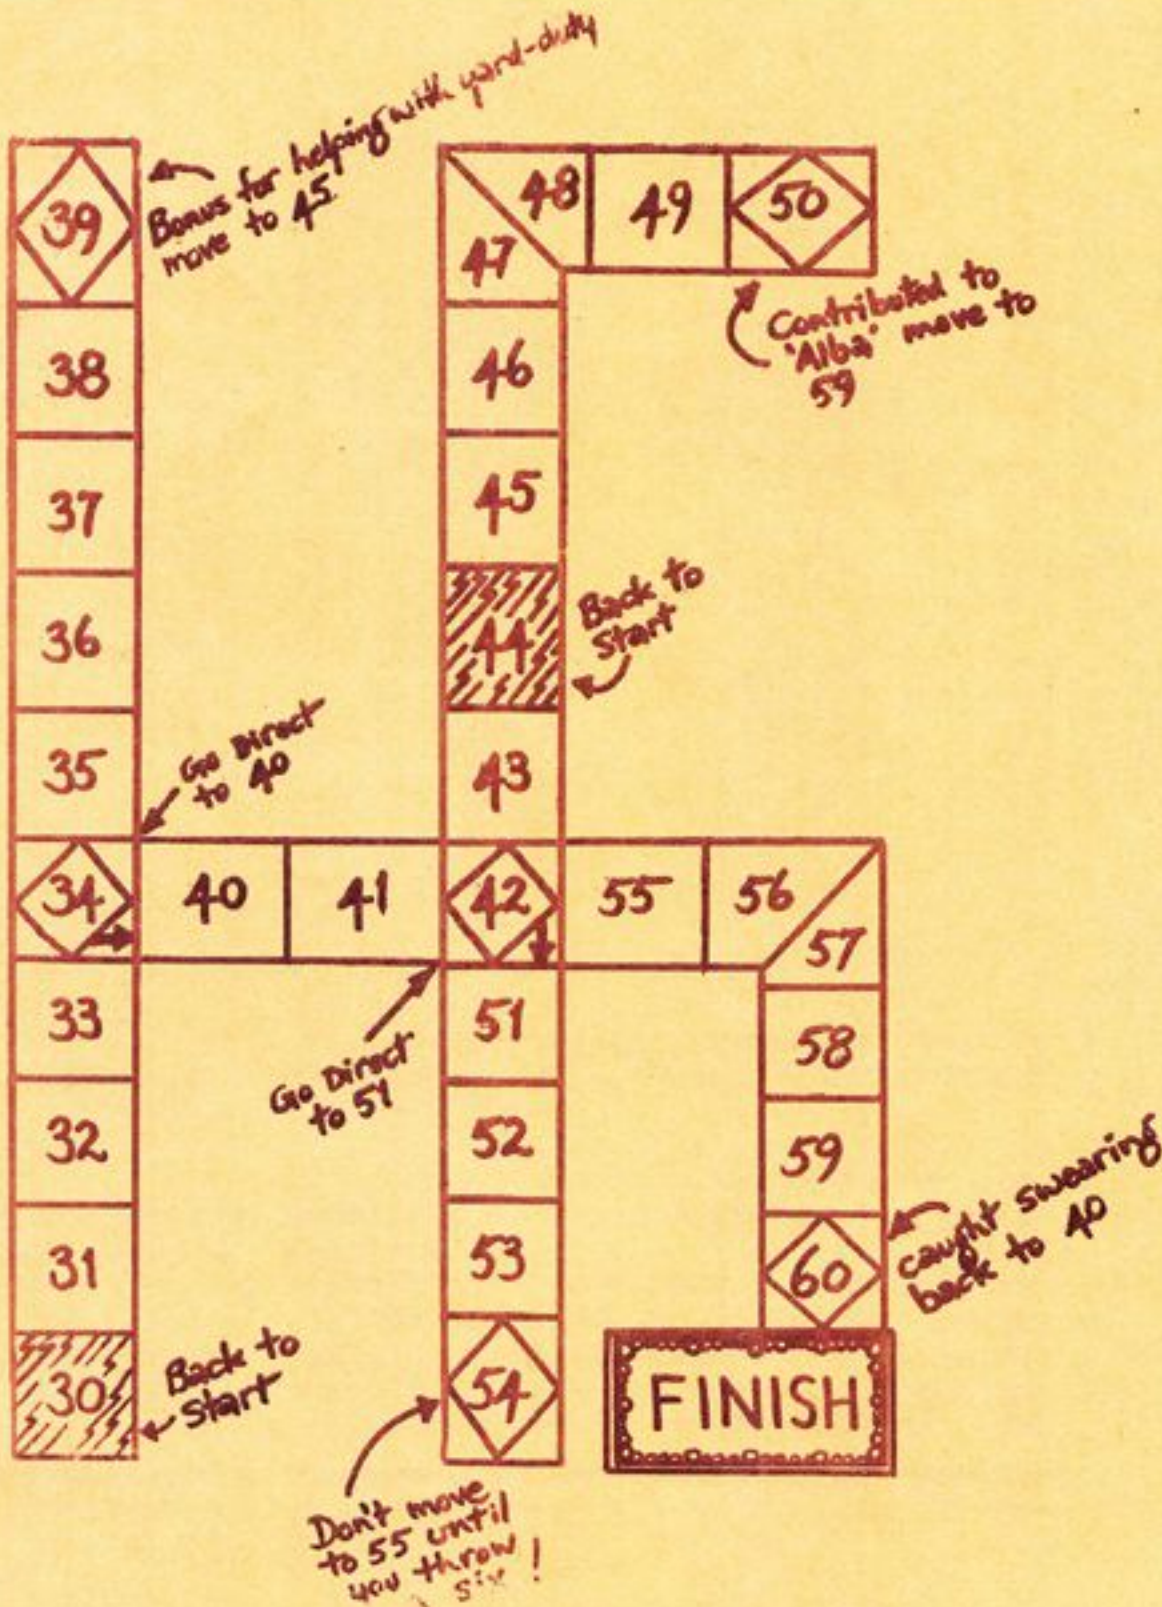 Bonus for helping with yard-duty
move to 45
39
38
37
36
35
34
33
32
31
30
Go Direct
to 40
Back to
Start
40
41
42
43
44
45
46
47
48
49
50
Contributed to
'Alba' move to
59
Back to
Start
Go Direct
to 51
51
52
53
54
Don't move
to 55 until
you throw
six!
55
56
57
58
59
60
caught swearing
back to 40
FINISH